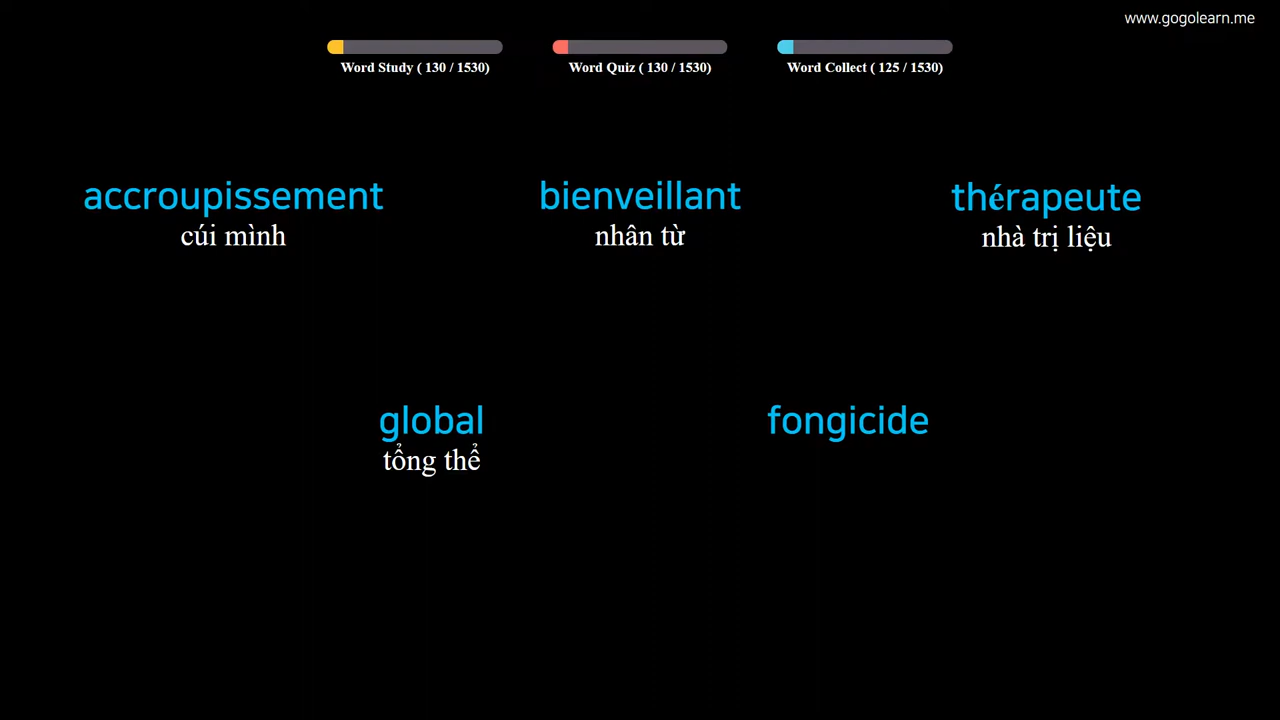 www.gogolearn.me
Word Study ( 130 / 1530)
Word Quiz ( 130 / 1530)
Word Collect ( 125 / 1530)
accroupissement
cúi mình
bienveillant
nhân từ
thérapeute
nhà trị liệu
global
tổng thể
fongicide